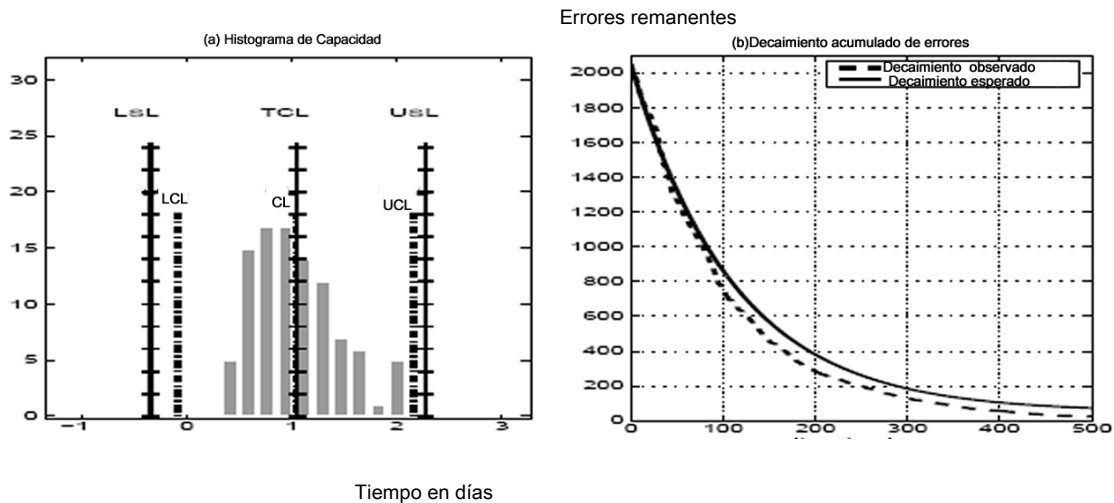 Errores remanentes
(a) Histograma de Capacidad
30
25
20
15
10
5
0
-1
0
1
2
3
LSL
TCL
USL
LCL
CL
UCL
(b)Decaimiento acumulado de errores
Decaimiento observado
Decaimiento esperado
2000
1800
1600
1400
1200
1000
800
600
400
200
0
0
100
200
300
400
500
Tiempo en días